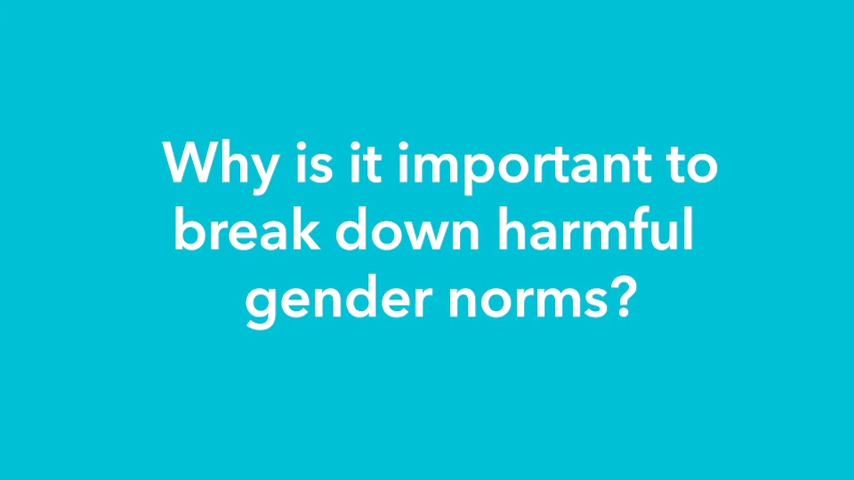 Why is it important to
break down harmful
gender norms?